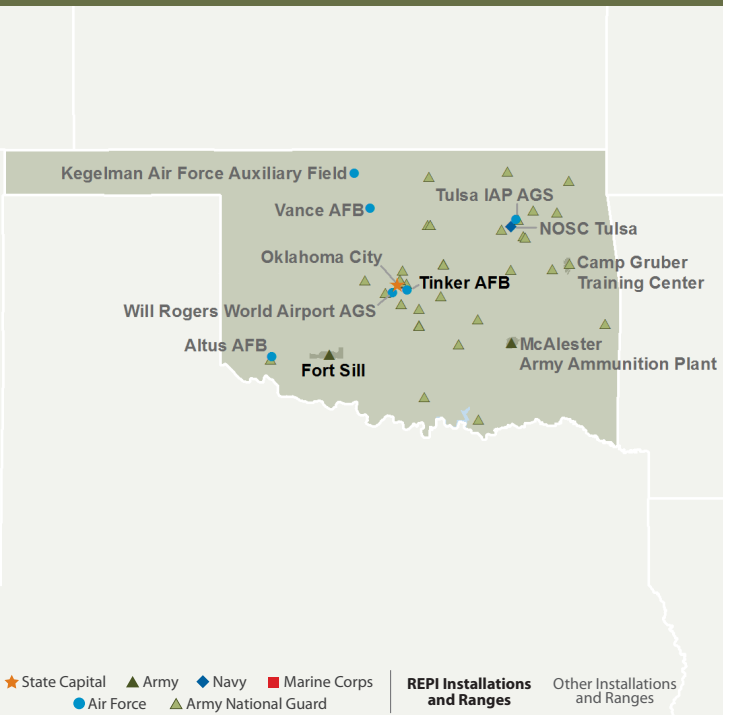 Kegelman Air Force Auxiliary Field
Tulsa IAP AGS
Vance AFB
NOSC Tulsa
Oklahoma City
Camp Gruber
Training Center
Tinker AFB
Will Rogers World Airport AGS
Altus AFB
McAlester
Army Ammunition Plant
Fort Sill
State Capital Army Navy Marine Corps
Air Force Army National Guard
REPI Installations
and Ranges
Other Installations
and Ranges